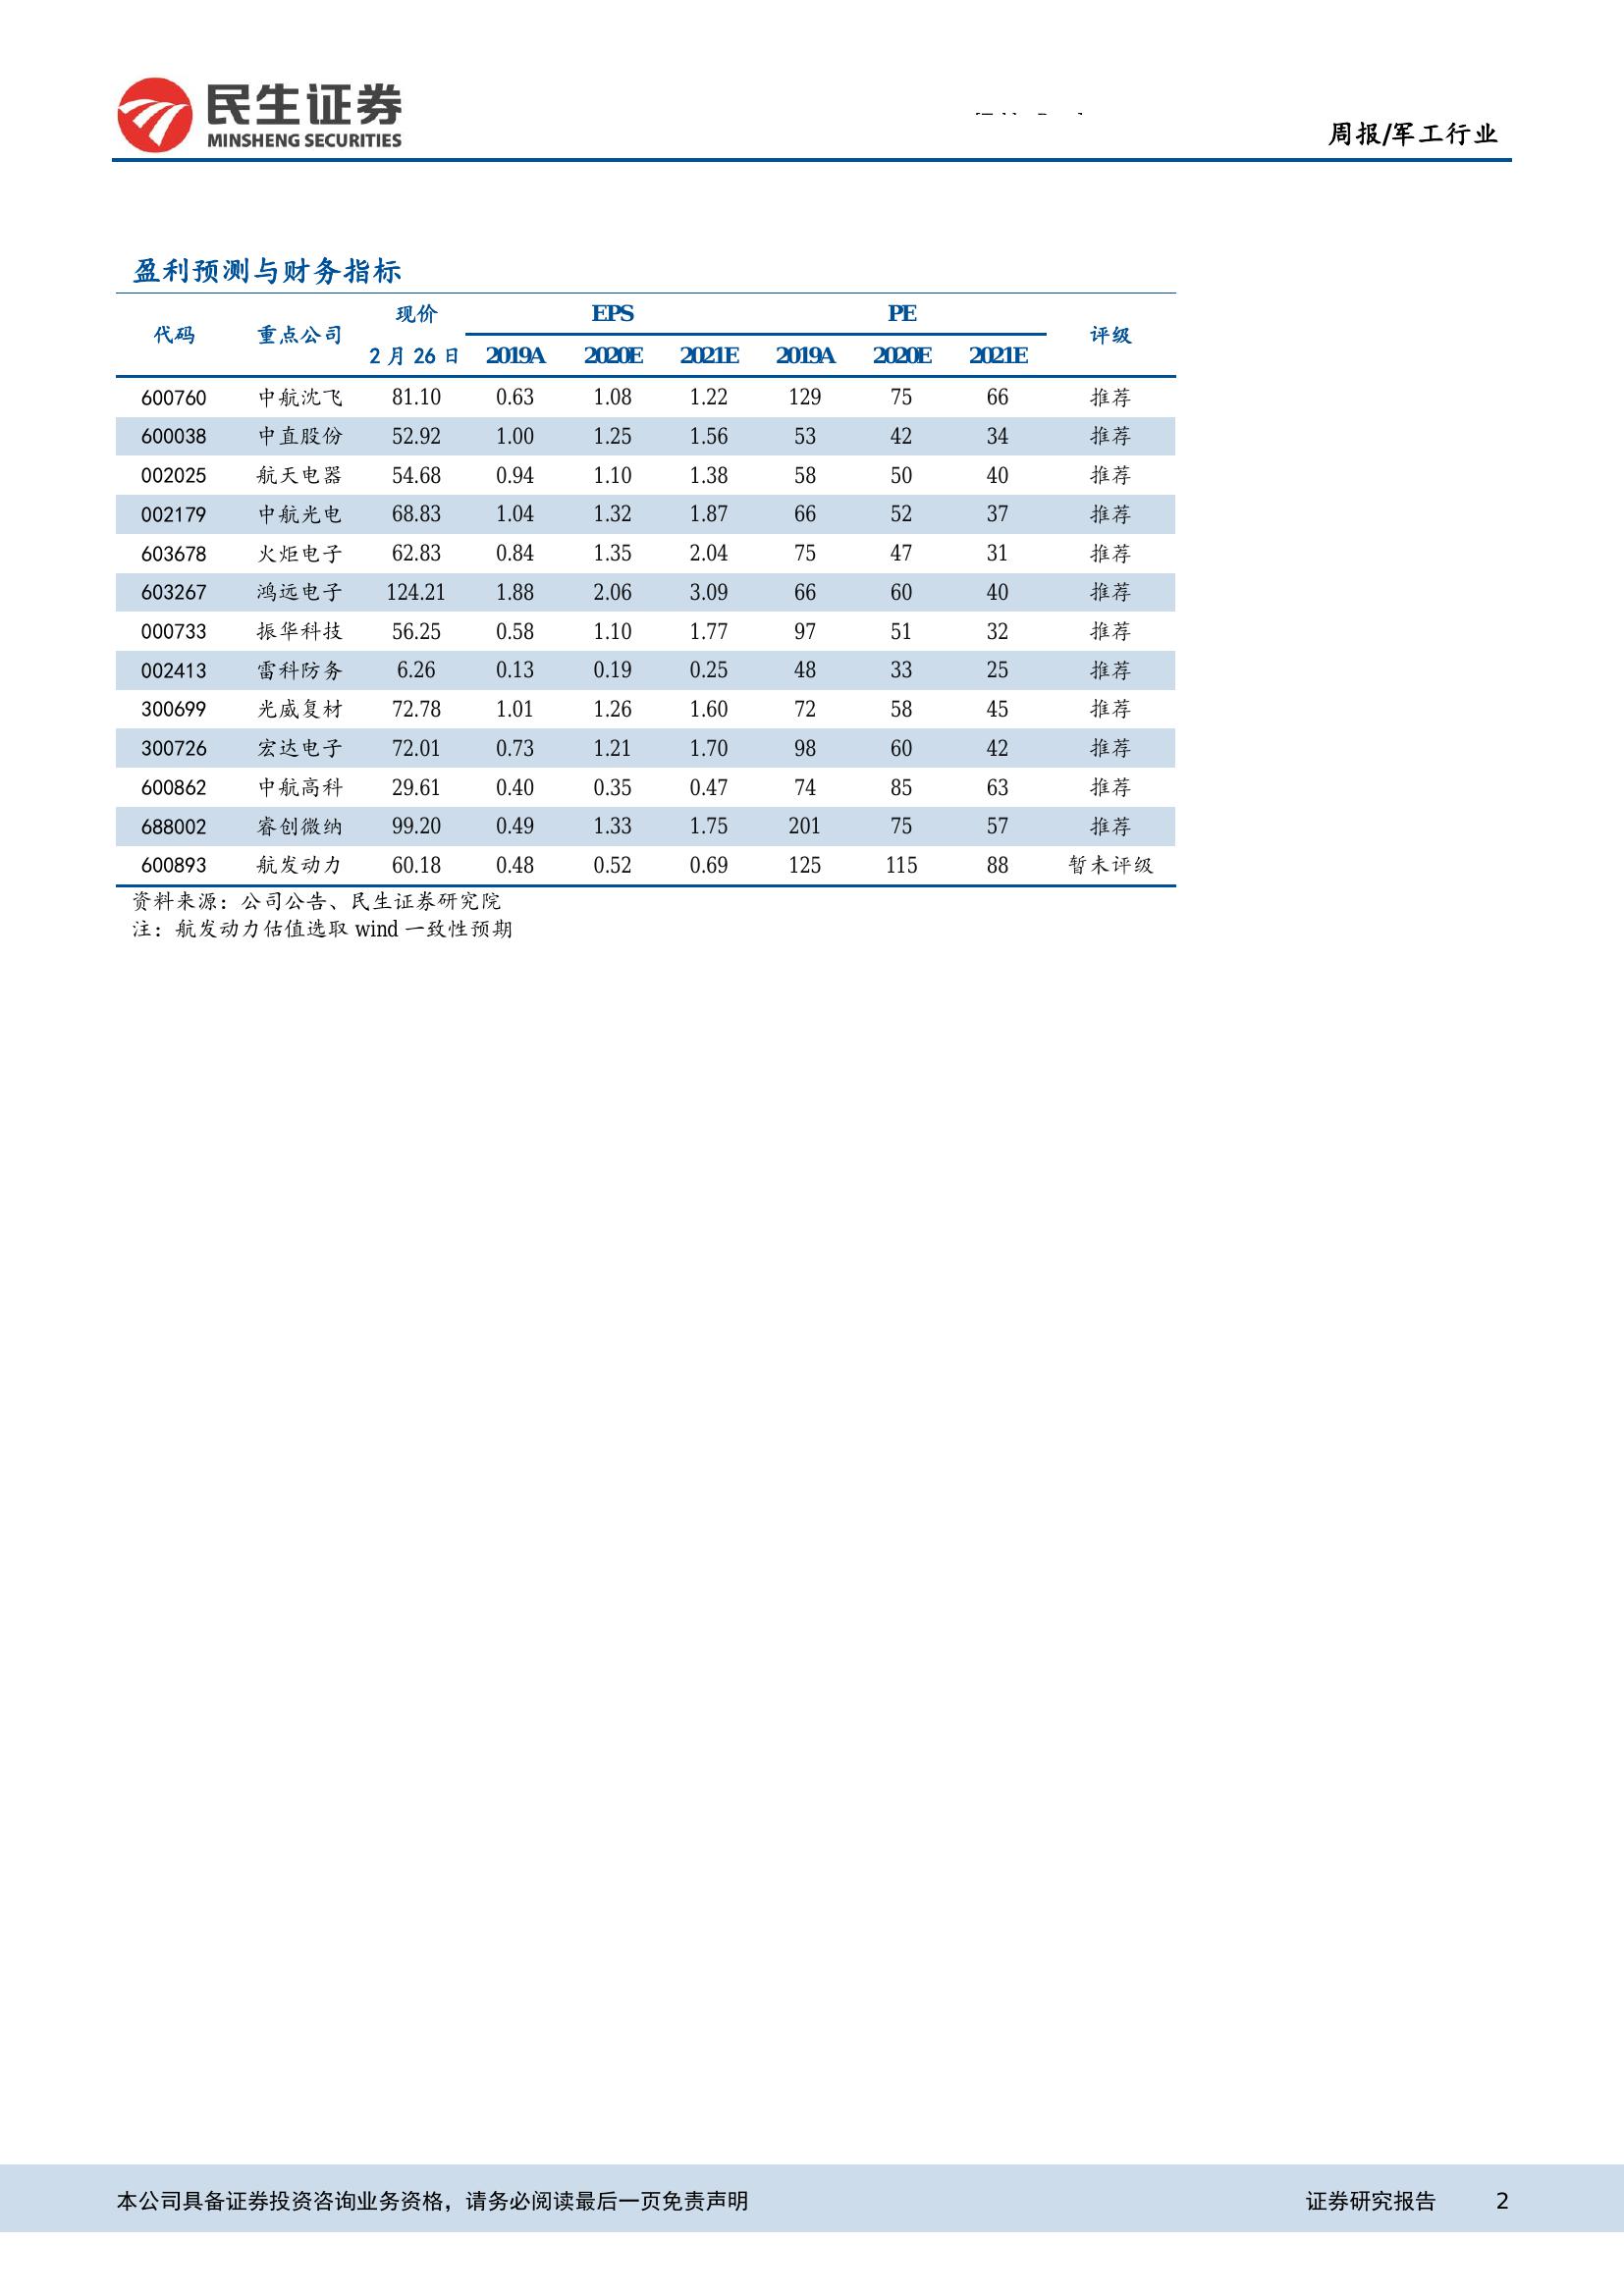 民生证券
MINSHENG SECURITIES
周报/军工行业
盈利预测与财务指标
代码 重点公司 现价 EPS PE 评级
2 月 26 日 2019A 2020E 2021E 2019A 2020E 2021E
600760 中航沈飞 81.10 0.63 1.08 1.22 129 75 66 推荐
600038 中直股份 52.92 1.00 1.25 1.56 53 42 34 推荐
002025 航天电器 54.68 0.94 1.10 1.38 58 50 40 推荐
002179 中航光电 68.83 1.04 1.32 1.87 66 52 37 推荐
603678 火炬电子 62.83 0.84 1.35 2.04 75 47 31 推荐
603267 鸿远电子 124.21 1.88 2.06 3.09 66 60 40 推荐
000733 振华科技 56.25 0.58 1.10 1.77 97 51 32 推荐
002413 雷科防务 6.26 0.13 0.19 0.25 48 33 25 推荐
300699 光威复材 72.78 1.01 1.26 1.60 72 58 45 推荐
300726 宏达电子 72.01 0.73 1.21 1.70 98 60 42 推荐
600862 中航高科 29.61 0.40 0.35 0.47 74 85 63 推荐
688002 睿创微纳 99.20 0.49 1.33 1.75 201 75 57 推荐
600893 航发动力 60.18 0.48 0.52 0.69 125 115 88 暂未评级
资料来源：公司公告、民生证券研究院
注：航发动力估值选取 wind 一致性预期
本公司具备证券投资咨询业务资格，请务必阅读最后一页免责声明 证券研究报告 2